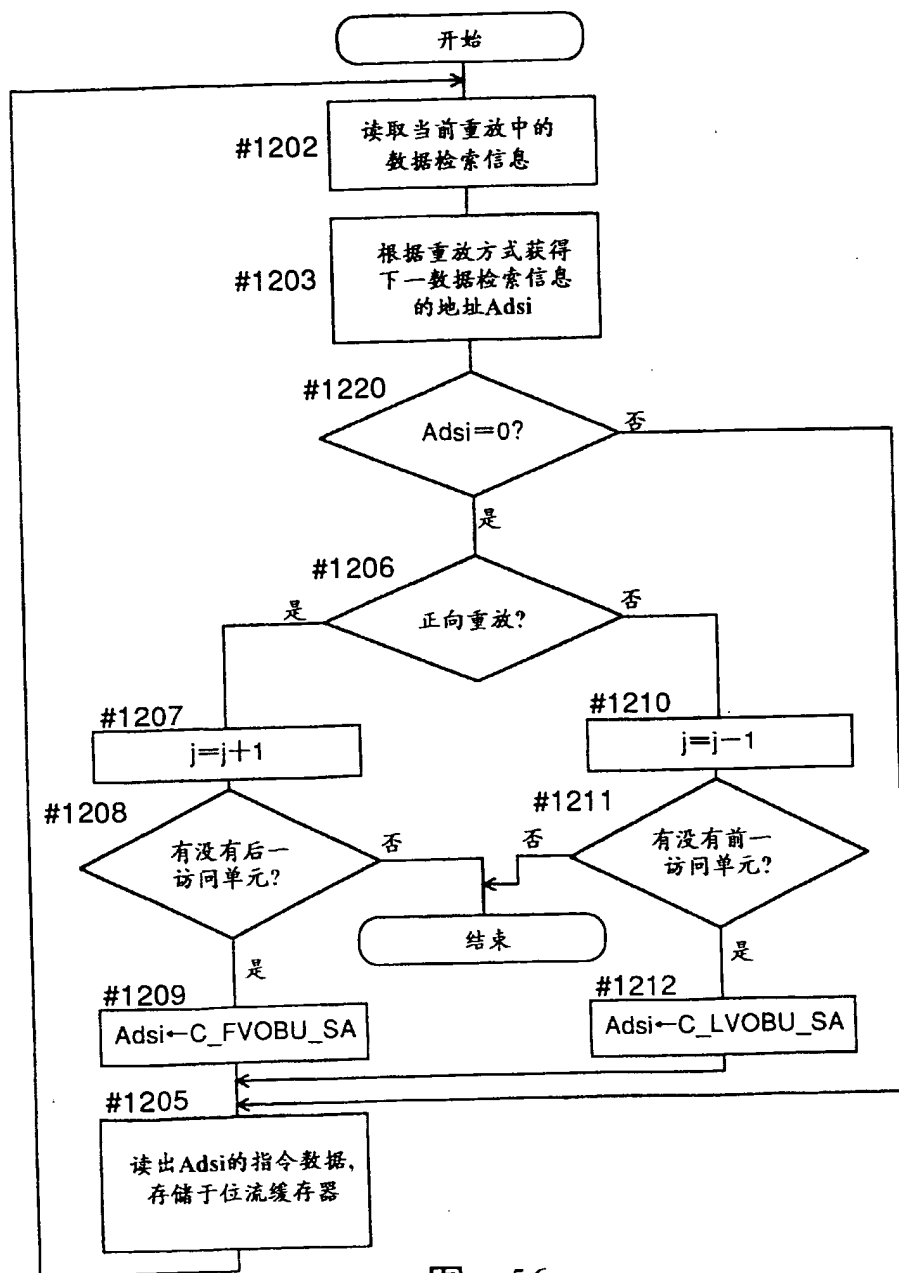 开始
#1202
读取当前重放中的
数据检索信息
#1203
根据重放方式获得
下一数据检索信息
的地址Adsi
#1220
Adsi=0?
否
是
#1206
正向重放?
是
否
#1207
j=j+1
#1210
j=j-1
#1208
有没有后一
访问单元?
否
#1211
有没有前一
访问单元?
否
结束
是
是
#1209
Adsi←C_FVOBU_SA
#1212
Adsi←C_LVOBU_SA
#1205
读出Adsi的指令数据,
存储于位流缓存器